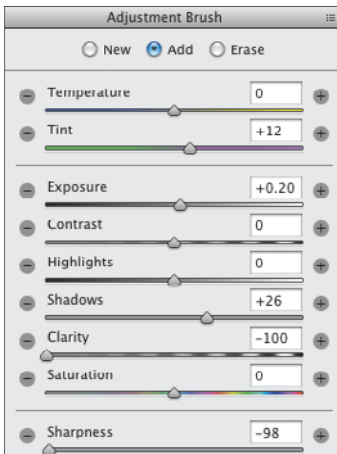 Adjustment Brush
New Add Erase
Temperature 0
Tint +12
Exposure +0.20
Contrast 0
Highlights 0
Shadows +26
Clarity -100
Saturation 0
Sharpness -98